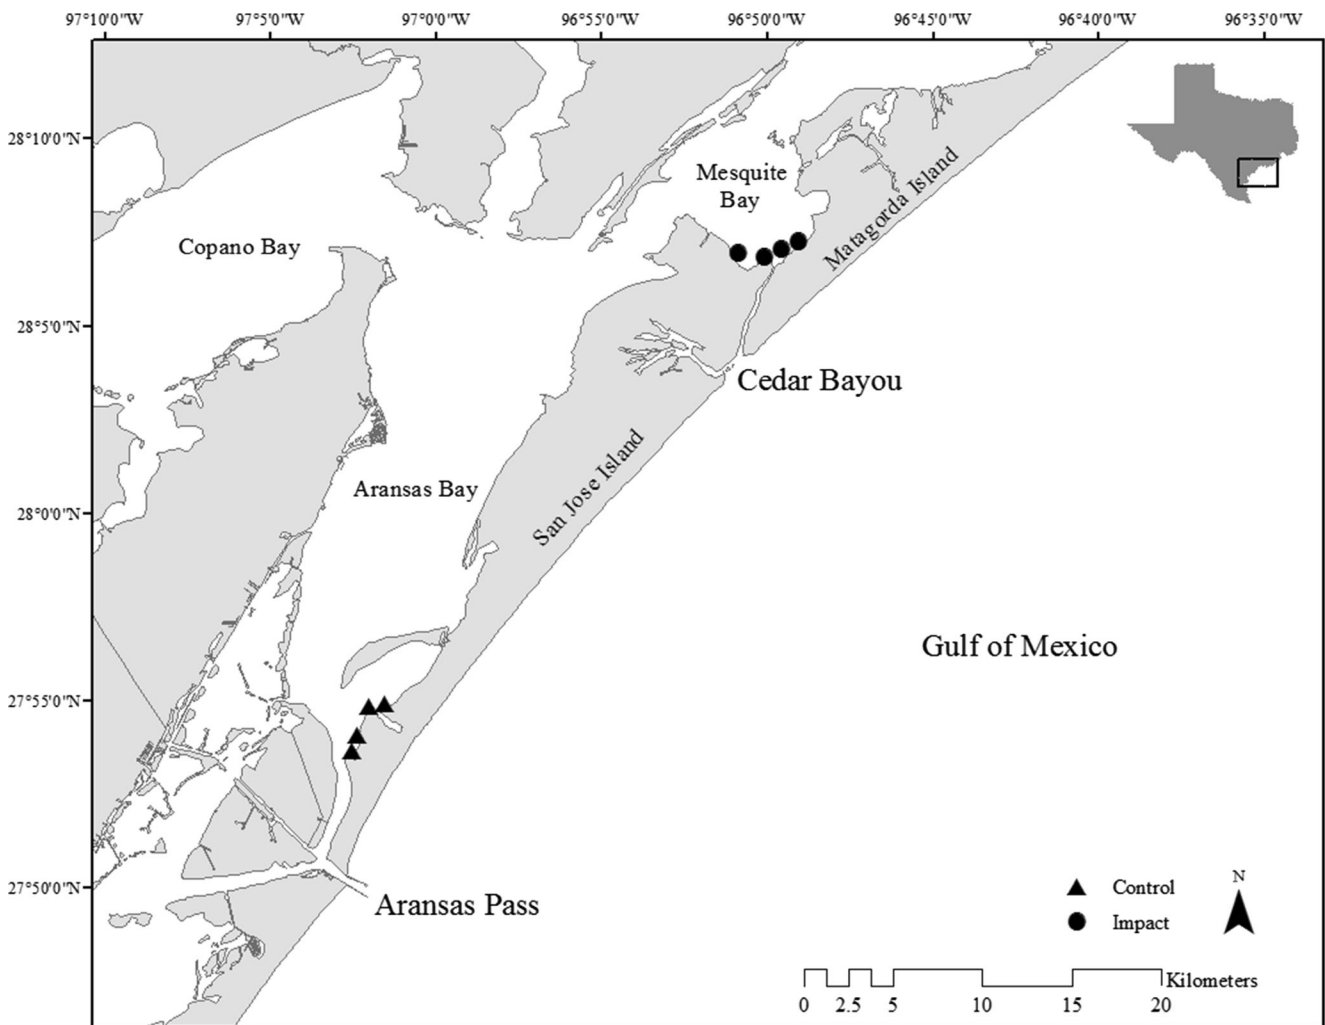 97°10'0"W 97°5'0"W 97°0'0"W 96°55'0"W 96°50'0"W 96°45'0"W 96°40'0"W 96°35'0"W
28°10'0"N
28°5'0"N
28°0'0"N
27°55'0"N
27°50'0"N
Mesquite
Bay
Matagorda Island
Copano Bay
Cedar Bayou
San Jose Island
Aransas Bay
Gulf of Mexico
Aransas Pass
Control
Impact
N
Kilometers
0 2.5 5 10 15 20